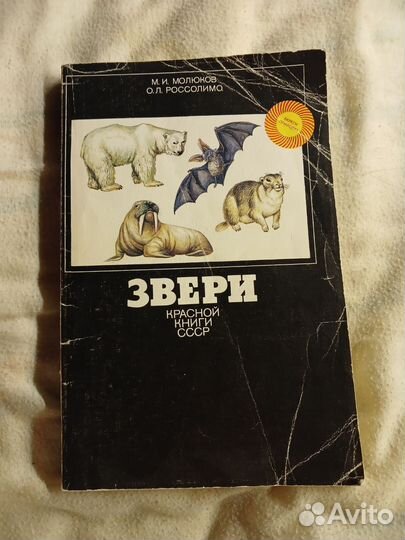 М. И. МОЛЮКОВ
О. Л. РОССОЛИМО
ЗВЕРИ
КРАСНОЙ
КНИГИ
СССР
Avito